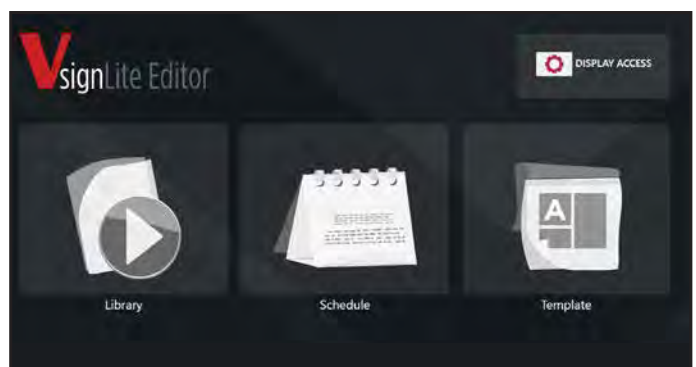 VsignLite Editor
DISPLAY ACCESS
A
Library
Schedule
Template